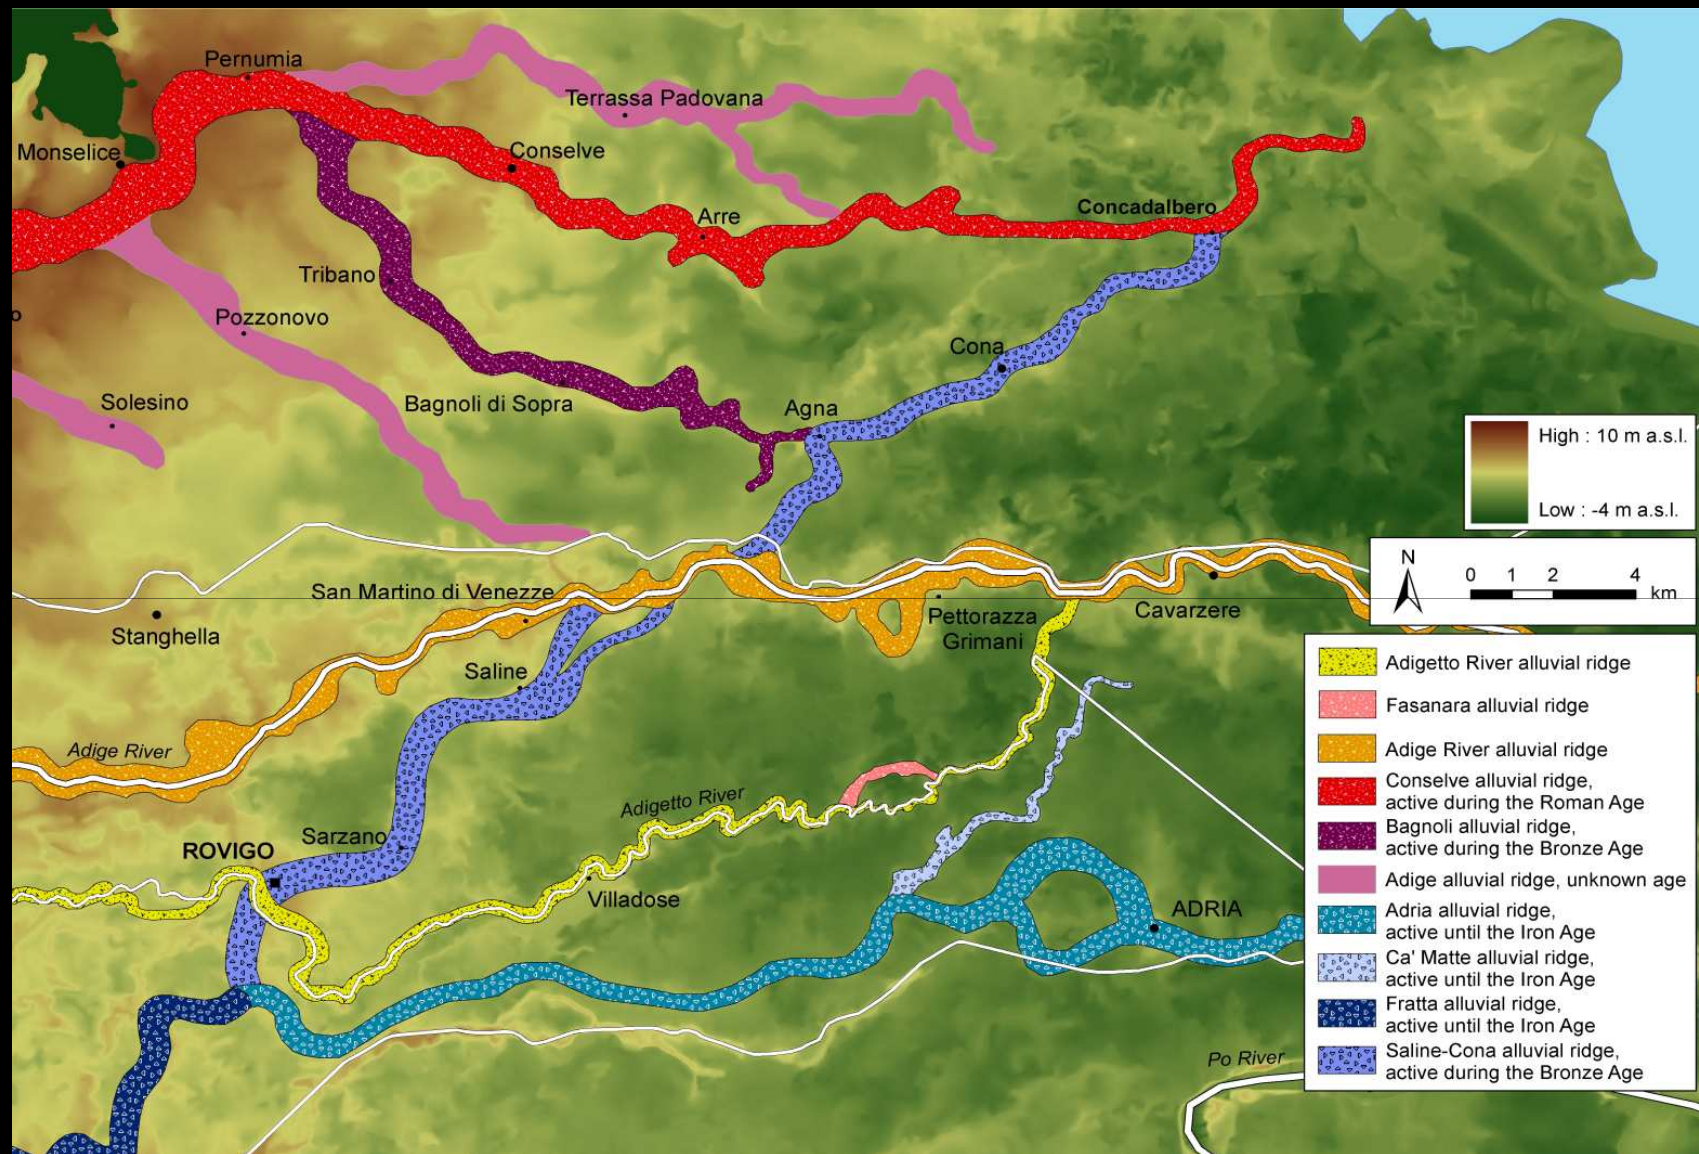 Pernumia
Terrassa Padovana
Monselice
Conselve
Concadalbero
Arre
Tribano
o
Pozzonovo
Cona
Solesino
Bagnoli di Sopra
Agna
High : 10 m a.s.l.
Low : -4 m a.s.l.
N
0 1 2 4
km
San Martino di Venezze
Stanghella
Pettorazza
Grimani
Cavarzere
Saline
Adige River
Adigetto River
Sarzano
ROVIGO
Villadose
ADRIA
Po River
Adigetto River alluvial ridge
Fasanara alluvial ridge
Adige River alluvial ridge
Conselve alluvial ridge,
active during the Roman Age
Bagnoli alluvial ridge,
active during the Bronze Age
Adige alluvial ridge, unknown age
Adria alluvial ridge,
active until the Iron Age
Ca' Matte alluvial ridge,
active until the Iron Age
Fratta alluvial ridge,
active until the Iron Age
Saline-Cona alluvial ridge,
active during the Bronze Age